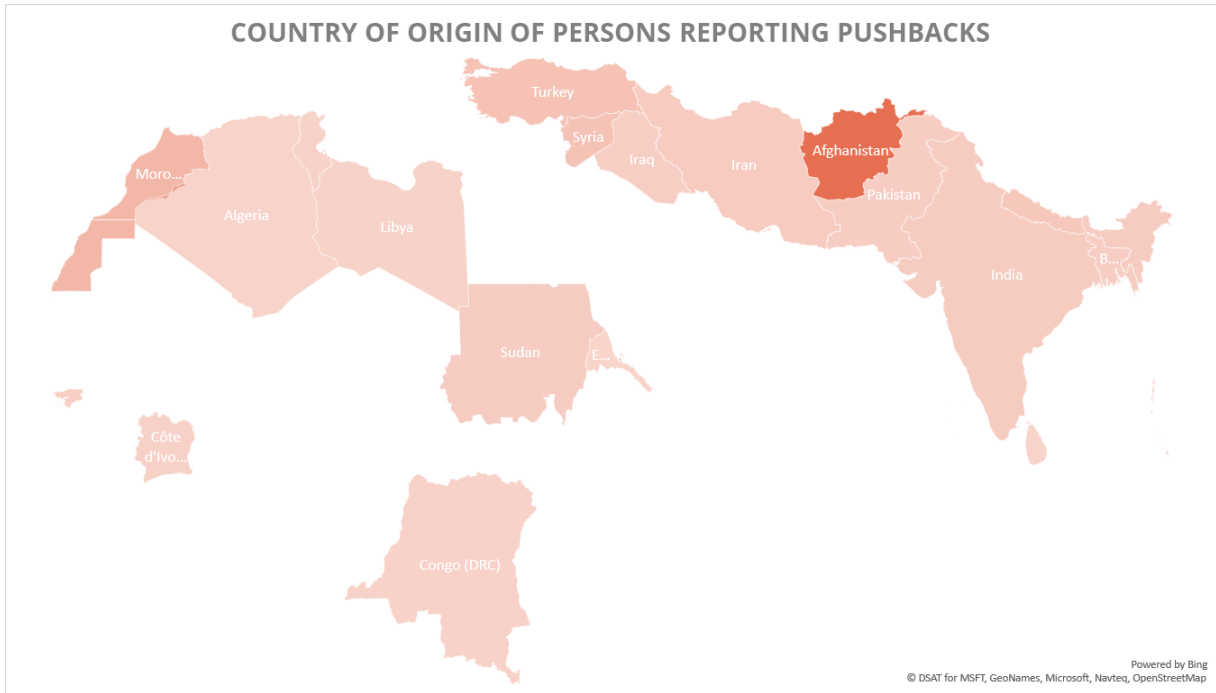 COUNTRY OF ORIGIN OF PERSONS REPORTING PUSHBACKS
Turkey
Syria
Iraq
Iran
Afghanistan
Pakistan
Moro...
Algeria
Libya
India
B...
Sudan
E...
Côte
d'Ivo...
Congo (DRC)
Powered by Bing
© DSAT for MSFT, GeoNames, Microsoft, Navteq, OpenStreetMap